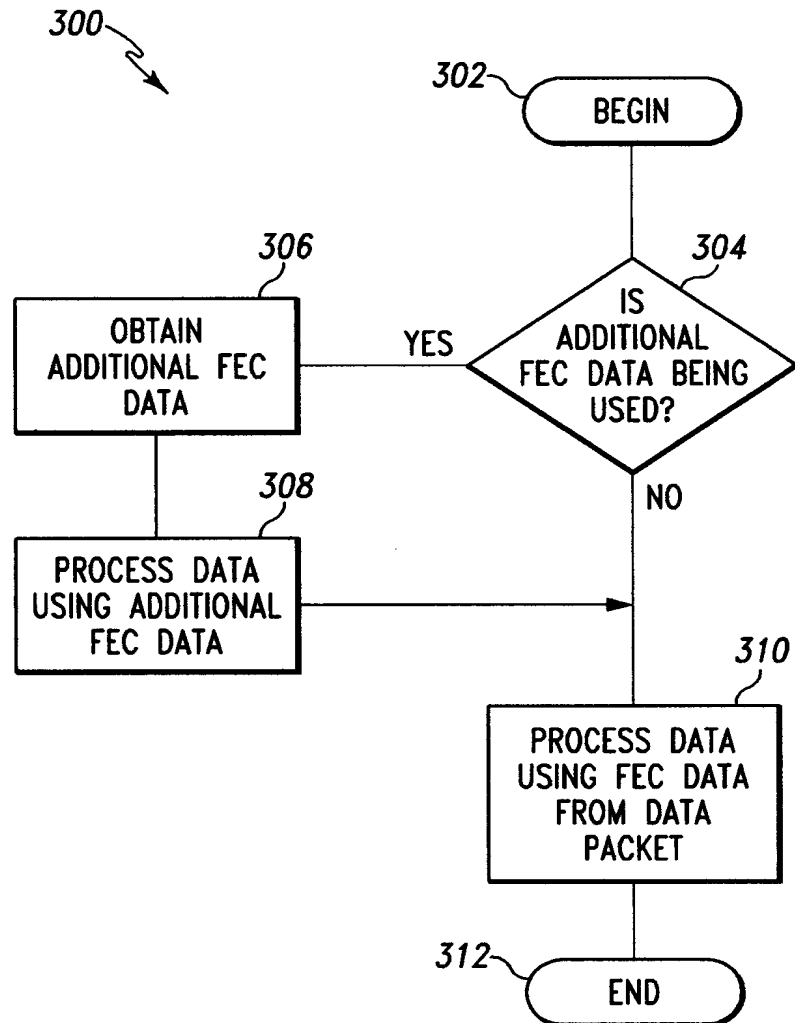 300
302
BEGIN
304
IS
ADDITIONAL
FEC DATA BEING
USED?
YES
NO
306
OBTAIN
ADDITIONAL FEC
DATA
308
PROCESS DATA
USING ADDITIONAL
FEC DATA
310
PROCESS DATA
USING FEC DATA
FROM DATA
PACKET
312
END